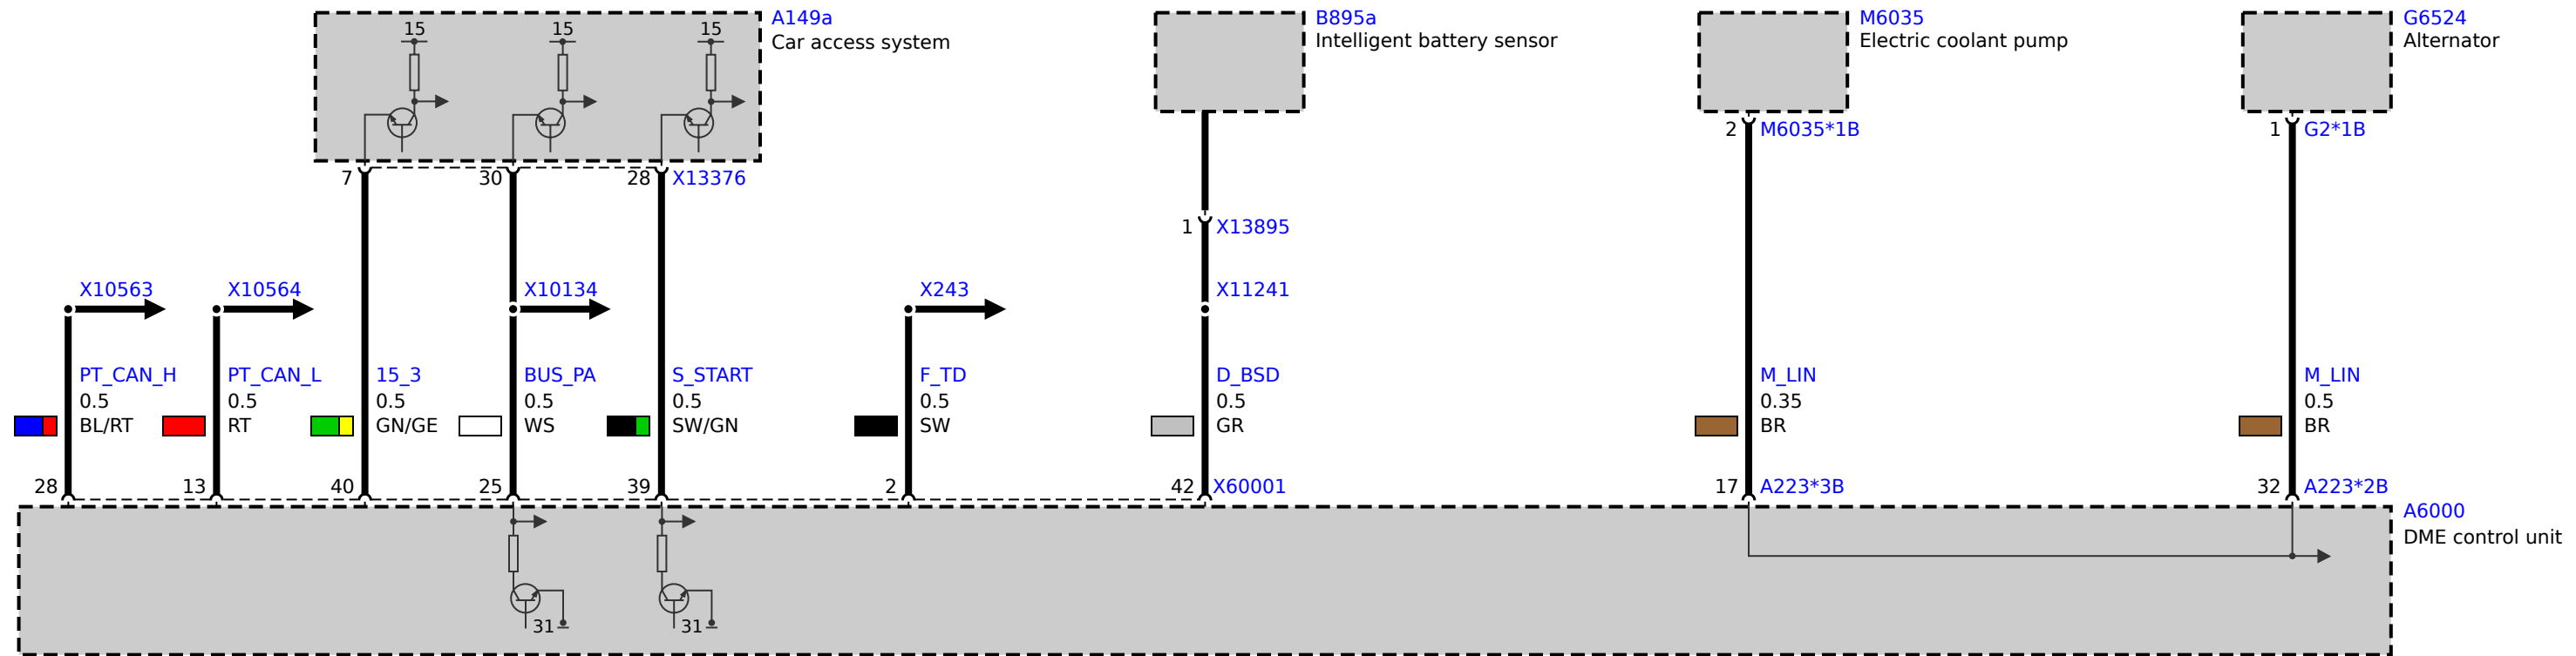 15
15
15
A149a
Car access system
B895a
Intelligent battery sensor
M6035
Electric coolant pump
G6524
Alternator
7
30
28
X13376
2
M6035*1B
1
G2*1B
1
X13895
X10563
X10564
X10134
X243
X11241
PT_CAN_H
0.5
BL/RT
PT_CAN_L
0.5
RT
15_3
0.5
GN/GE
BUS_PA
0.5
WS
S_START
0.5
SW/GN
F_TD
0.5
SW
D_BSD
0.5
GR
M_LIN
0.35
BR
M_LIN
0.5
BR
28
13
40
25
39
2
42
X60001
17
A223*3B
32
A223*2B
A6000
DME control unit
31
31